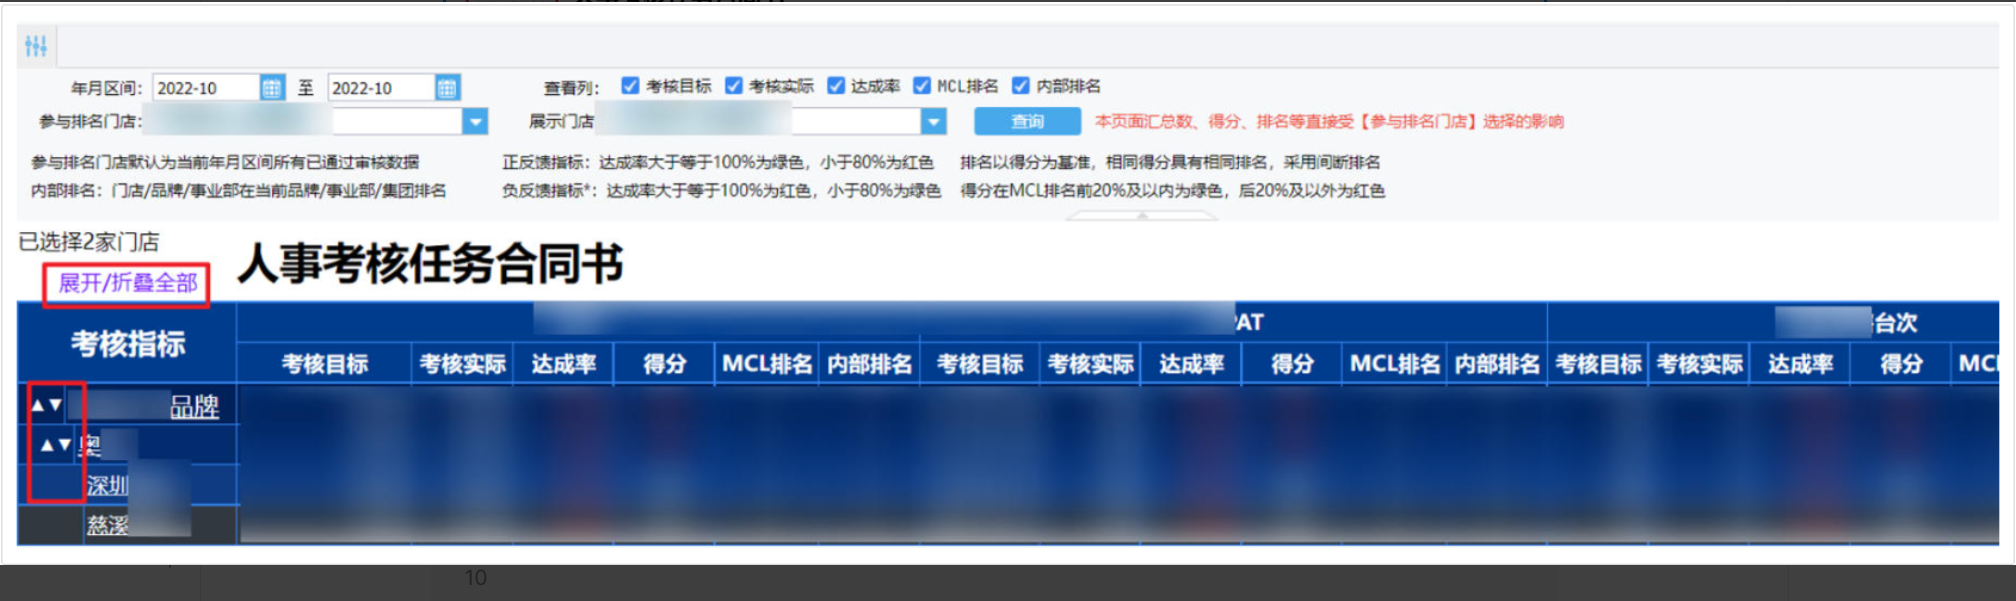 年月区间： 2022-10 至 2022-10 查看列： 考核目标 考核实际 达成率 MCL排名 内部排名
参与排名门店： 展示门店 查询 本页面汇总数、得分、排名等直接受【参与排名门店】选择的影响
参与排名门店默认为当前年月区间所有已通过审核数据 正反馈指标：达成率大于等于100%为绿色，小于80%为红色 排名以得分为基准，相同得分具有相同排名，采用间断排名
内部排名：门店/品牌/事业部在当前品牌/事业部/集团排名 负反馈指标*：达成率大于等于100%为红色，小于80%为绿色 得分在MCL排名前20%及以内为绿色，后20%及以外为红色
已选择2家门店
人事考核任务合同书
展开/折叠全部
考核指标 PAT 台次
考核目标 考核实际 达成率 得分 MCL排名 内部排名 考核目标 考核实际 达成率 得分 MCL排名 内部排名 考核目标 考核实际 达成率 得分 MCL
▲▼ 品牌
▲▼ 奥
深圳
慈溪
10